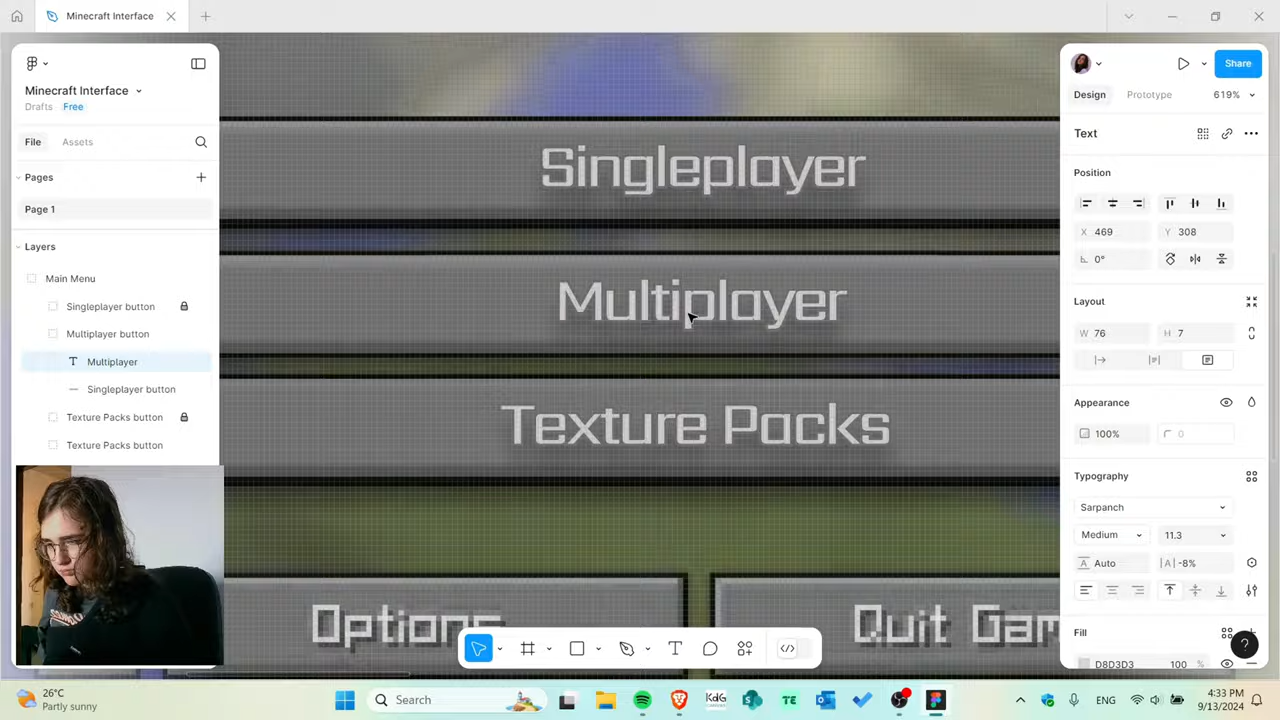 Minecraft Interface
Minecraft Interface
Drafts Free
File Assets
Pages
Page 1
Layers
Main Menu
Singleplayer button
Multiplayer button
Multiplayer
Singleplayer button
Texture Packs button
Texture Packs button
Singleplayer
Multiplayer
Texture Packs
Options
Quit Gam
Share
Design Prototype 619%
Text
Position
X 469 Y 308
0°
Layout
W 76 H 7
Appearance
100% 0
Typography
Sarpanch
Medium 11.3
Auto -8%
Fill
D8D3D3 100 %
?
26°C
Partly sunny
Search
KdG
TE
ENG
4:33 PM
9/13/2024